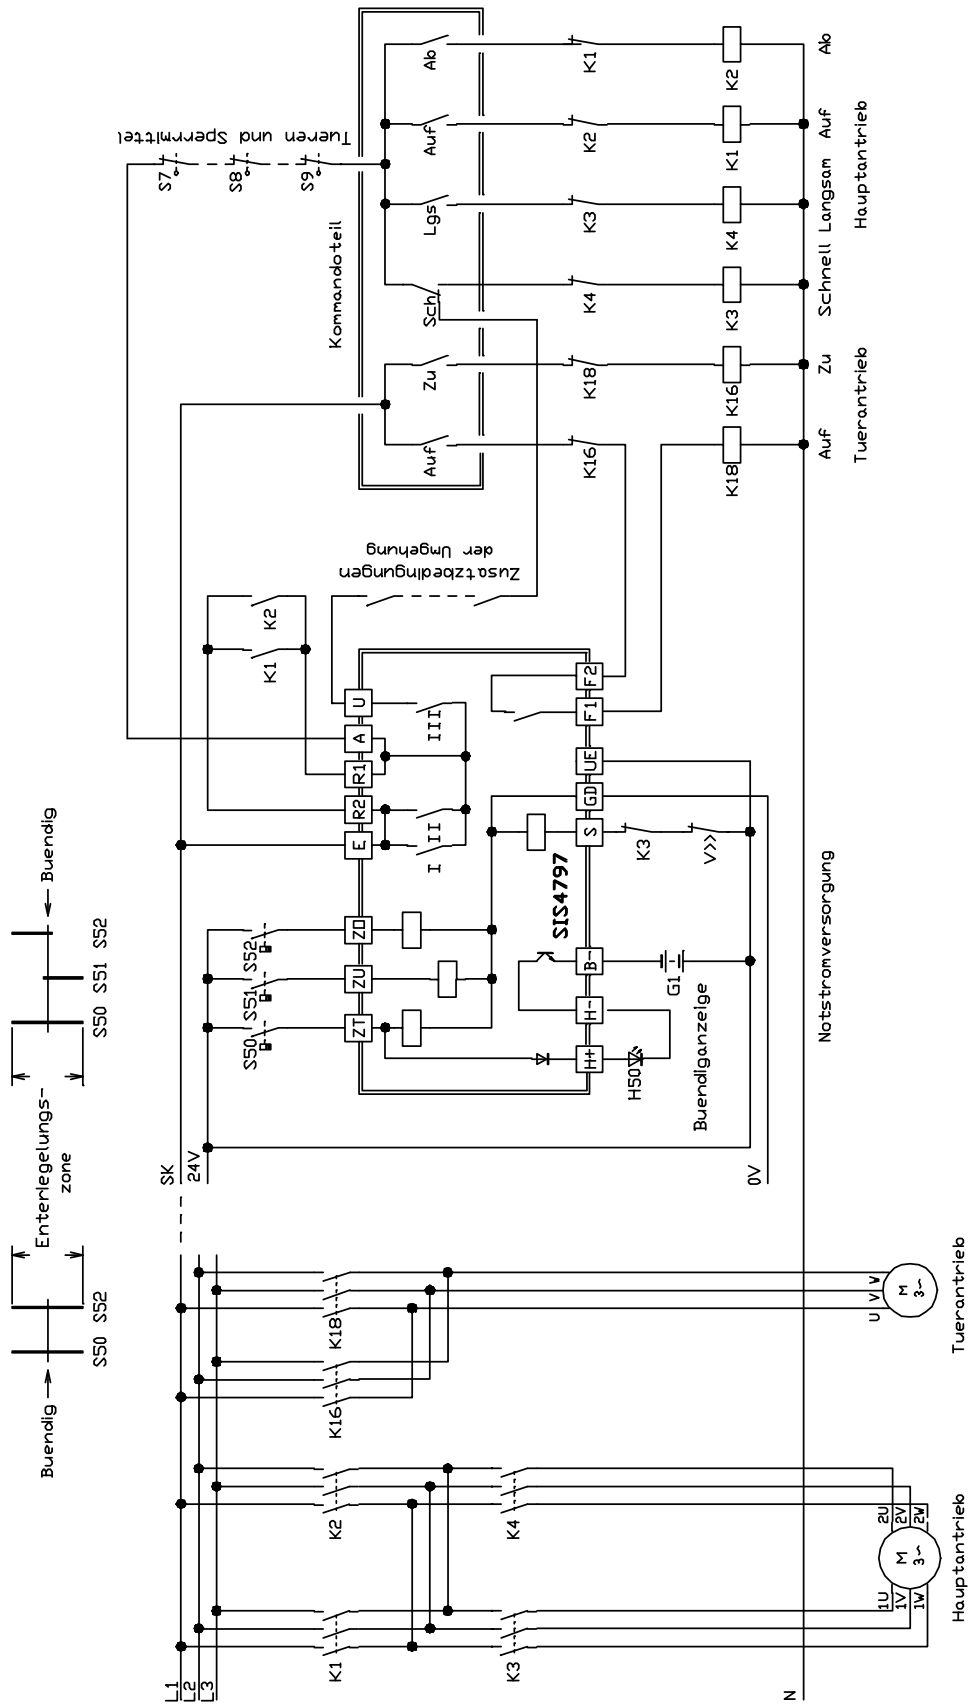 Buendig
S50 S52
Enterlegelungs-
zone
S50 S51 S52
Buendig
L1
L2
L3
SK
24V
S50
S51
S52
K1
K2
S7
S8
S9
Tueren und Sperrmittel
K1
K2
K16
K18
ZT
ZU
ZO
E
R2
R1
A
U
I
II
III
Zusatzbedingungen
der Umgehung
Kommandoteil
Auf
Zu
Sch
Lgs
Auf
Ab
K3
K4
SIS4797
H+
H-
B-
S
GD
UE
F1
F2
K16
K18
K4
K3
K2
K1
H50
G1
K3
V>>
Buendiganzeige
0V
K18
K16
K3
K4
K1
K2
N
Notstromversorgung
1U
1V
1W
2U
2V
2W
M
3~
U
V
W
M
3~
Auf
Zu
Schnell
Langsam
Auf
Ab
Hauptantrieb
Tuerantrieb
Tuerantrieb
Hauptantrieb